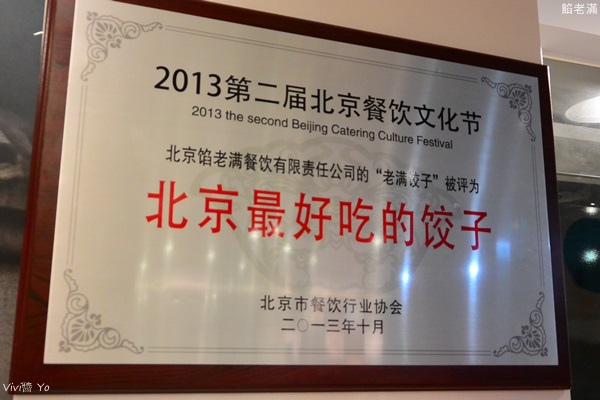 餡老滿
2013第二届北京餐饮文化节
2013 the second Beijing Catering Culture Festival
北京馅老满餐饮有限责任公司的“老满饺子”被评为
北京最好吃的饺子
北京市餐饮行业协会
二〇一三年十月
Vivi醬 Yo